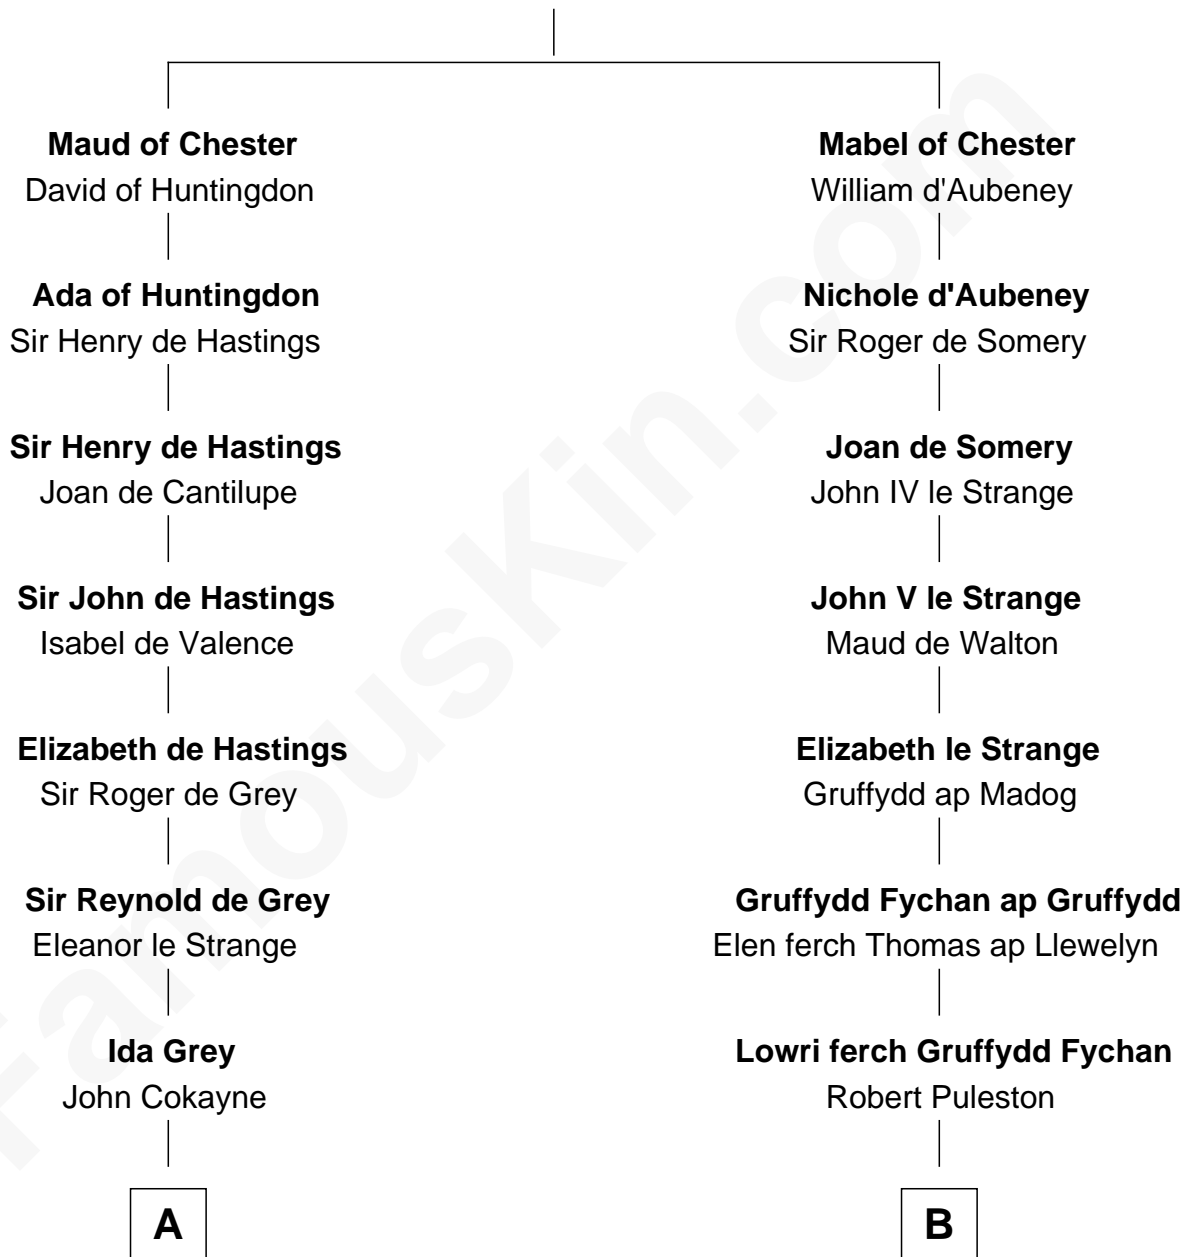 Maud of Chester
David of Huntingdon
Ada of Huntingdon
Sir Henry de Hastings
Sir Henry de Hastings
Joan de Cantilupe
Sir John de Hastings
Isabel de Valence
Elizabeth de Hastings
Sir Roger de Grey
Sir Reynold de Grey
Eleanor le Strange
Ida Grey
John Cokayne
A
Mabel of Chester
William d'Aubeney
Nichole d'Aubeney
Sir Roger de Somery
Joan de Somery
John IV le Strange
John V le Strange
Maud de Walton
Elizabeth le Strange
Gruffydd ap Madog
Gruffydd Fychan ap Gruffydd
Elen ferch Thomas ap Llewelyn
Lowri ferch Gruffydd Fychan
Robert Puleston
B
FamousKin.com